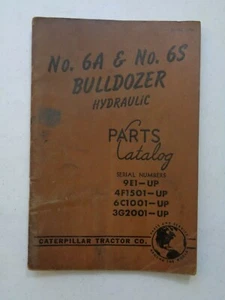 No. 6A & No. 6S
BULLDOZER
HYDRAULIC
PARTS
Catalog
SERIAL NUMBERS
9E1-UP
4F1501-UP
6C1001-UP
3G2001-UP
CATERPILLAR TRACTOR CO.